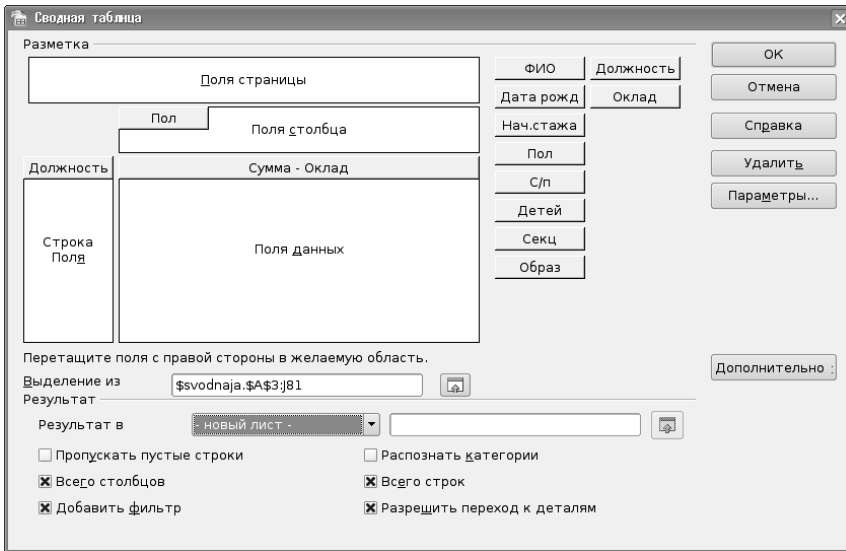 Сводная таблица
Разметка
Поля страницы
ФИО
Должность
OK
Дата рожд
Оклад
Отмена
Пол
Поля столбца
Нач.стажа
Справка
Должность
Сумма - Оклад
Пол
Удалить
С/п
Параметры...
Детей
Строка
Поля
Поля данных
Секц
Образ
Перетащите поля с правой стороны в желаемую область.
Дополнительно :
Выделение из
$svodnaja.$A$3:J81
Результат
Результат в
- новый лист -
Пропускать пустые строки
Распознать категории
Всего столбцов
Всего строк
Добавить фильтр
Разрешить переход к деталям